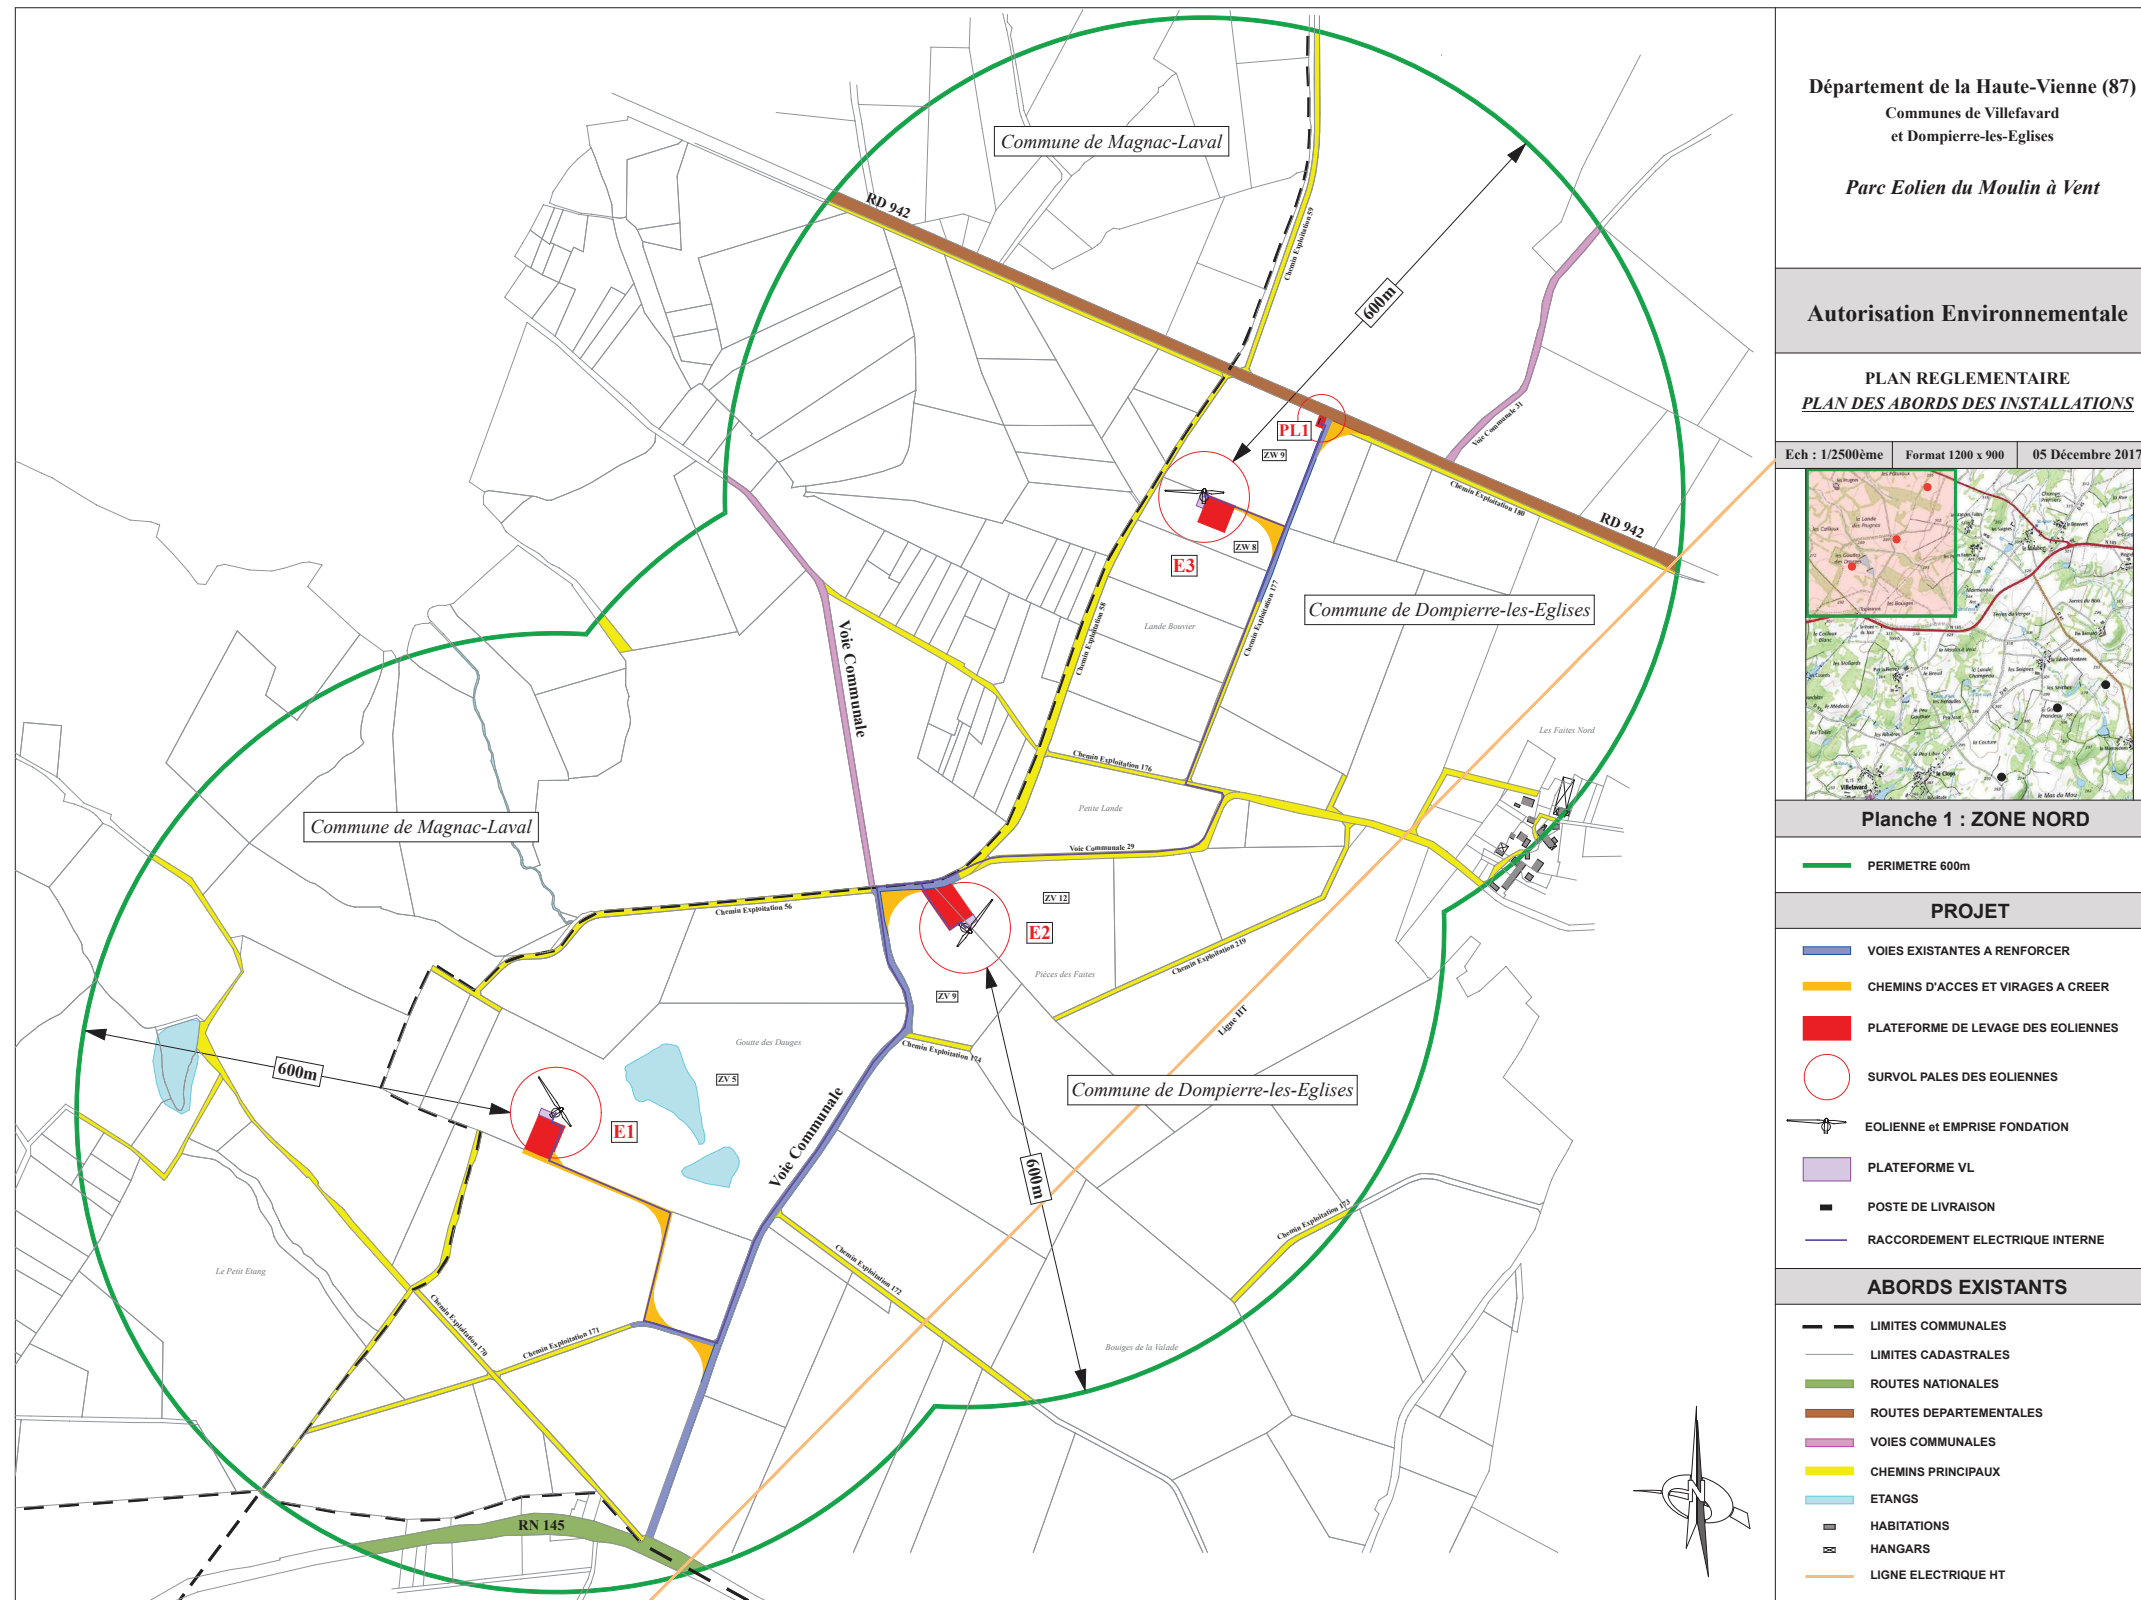 Commune de Magnac-Laval
RD 942
Chemin Exploitation 59
600m
Voie Communale 31
PL1
ZW 9
Chemin Exploitation 180
RD 942
ZW 8
E3
Chemin Exploitation 177
Commune de Dompierre-les-Eglises
Lande Bouvier
Chemin Exploitation 58
Voie Communale
Les Faites Nord
Chemin Exploitation 176
Petite Lande
Commune de Magnac-Laval
Voie Communale 29
Chemin Exploitation 56
ZV 12
E2
Chemin Exploitation 219
Pièces des Faites
ZV 9
Ligne HT
Goutte des Dauges
Chemin Exploitation 174
600m
ZV 5
Commune de Dompierre-les-Eglises
E1
Voie Communale
600m
Chemin Exploitation 173
Chemin Exploitation 172
Le Petit Etang
Chemin Exploitation 170
Chemin Exploitation 171
Bouiges de la Valade
RN 145
N
Département de la Haute-Vienne (87)
Communes de Villefavard
et Dompierre-les-Eglises
Parc Eolien du Moulin à Vent
Autorisation Environnementale
PLAN REGLEMENTAIRE
PLAN DES ABORDS DES INSTALLATIONS
Ech : 1/2500ème
Format 1200 x 900
05 Décembre 2017
Villefavard
Planche 1 : ZONE NORD
PERIMETRE 600m
PROJET
VOIES EXISTANTES A RENFORCER
CHEMINS D'ACCES ET VIRAGES A CREER
PLATEFORME DE LEVAGE DES EOLIENNES
SURVOL PALES DES EOLIENNES
EOLIENNE et EMPRISE FONDATION
PLATEFORME VL
POSTE DE LIVRAISON
RACCORDEMENT ELECTRIQUE INTERNE
ABORDS EXISTANTS
LIMITES COMMUNALES
LIMITES CADASTRALES
ROUTES NATIONALES
ROUTES DEPARTEMENTALES
VOIES COMMUNALES
CHEMINS PRINCIPAUX
ETANGS
HABITATIONS
HANGARS
LIGNE ELECTRIQUE HT